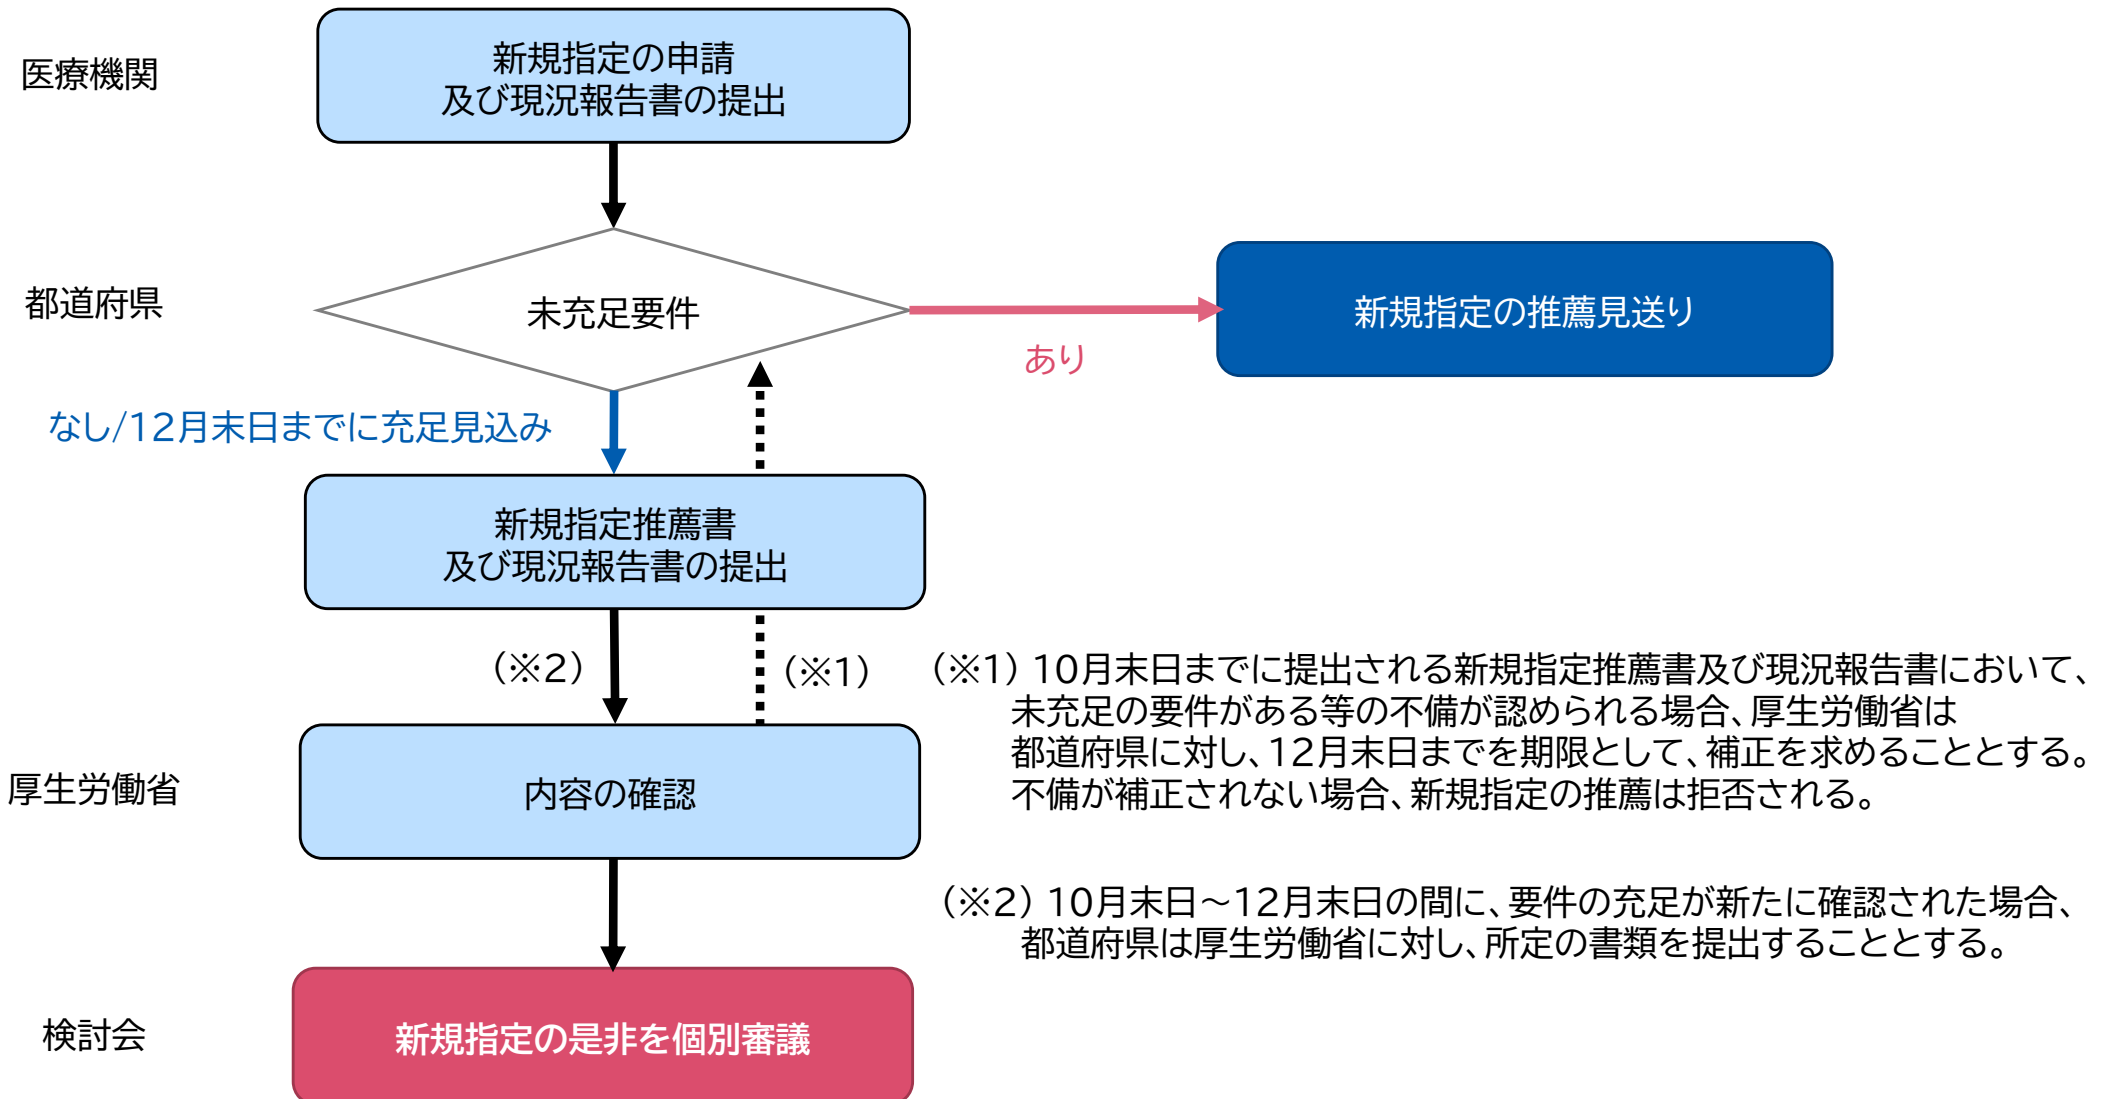 医療機関
新規指定の申請
及び現況報告書の提出
都道府県
未充足要件
新規指定の推薦見送り
あり
なし/12月末日までに充足見込み
新規指定推薦書
及び現況報告書の提出
(※2)
(※1)
(※1) 10月末日までに提出される新規指定推薦書及び現況報告書において、
未充足の要件がある等の不備が認められる場合、厚生労働省は
都道府県に対し、12月末日までを期限として、補正を求めることとする。
不備が補正されない場合、新規指定の推薦は拒否される。
厚生労働省
内容の確認
(※2) 10月末日～12月末日の間に、要件の充足が新たに確認された場合、
都道府県は厚生労働省に対し、所定の書類を提出することとする。
検討会
新規指定の是非を個別審議